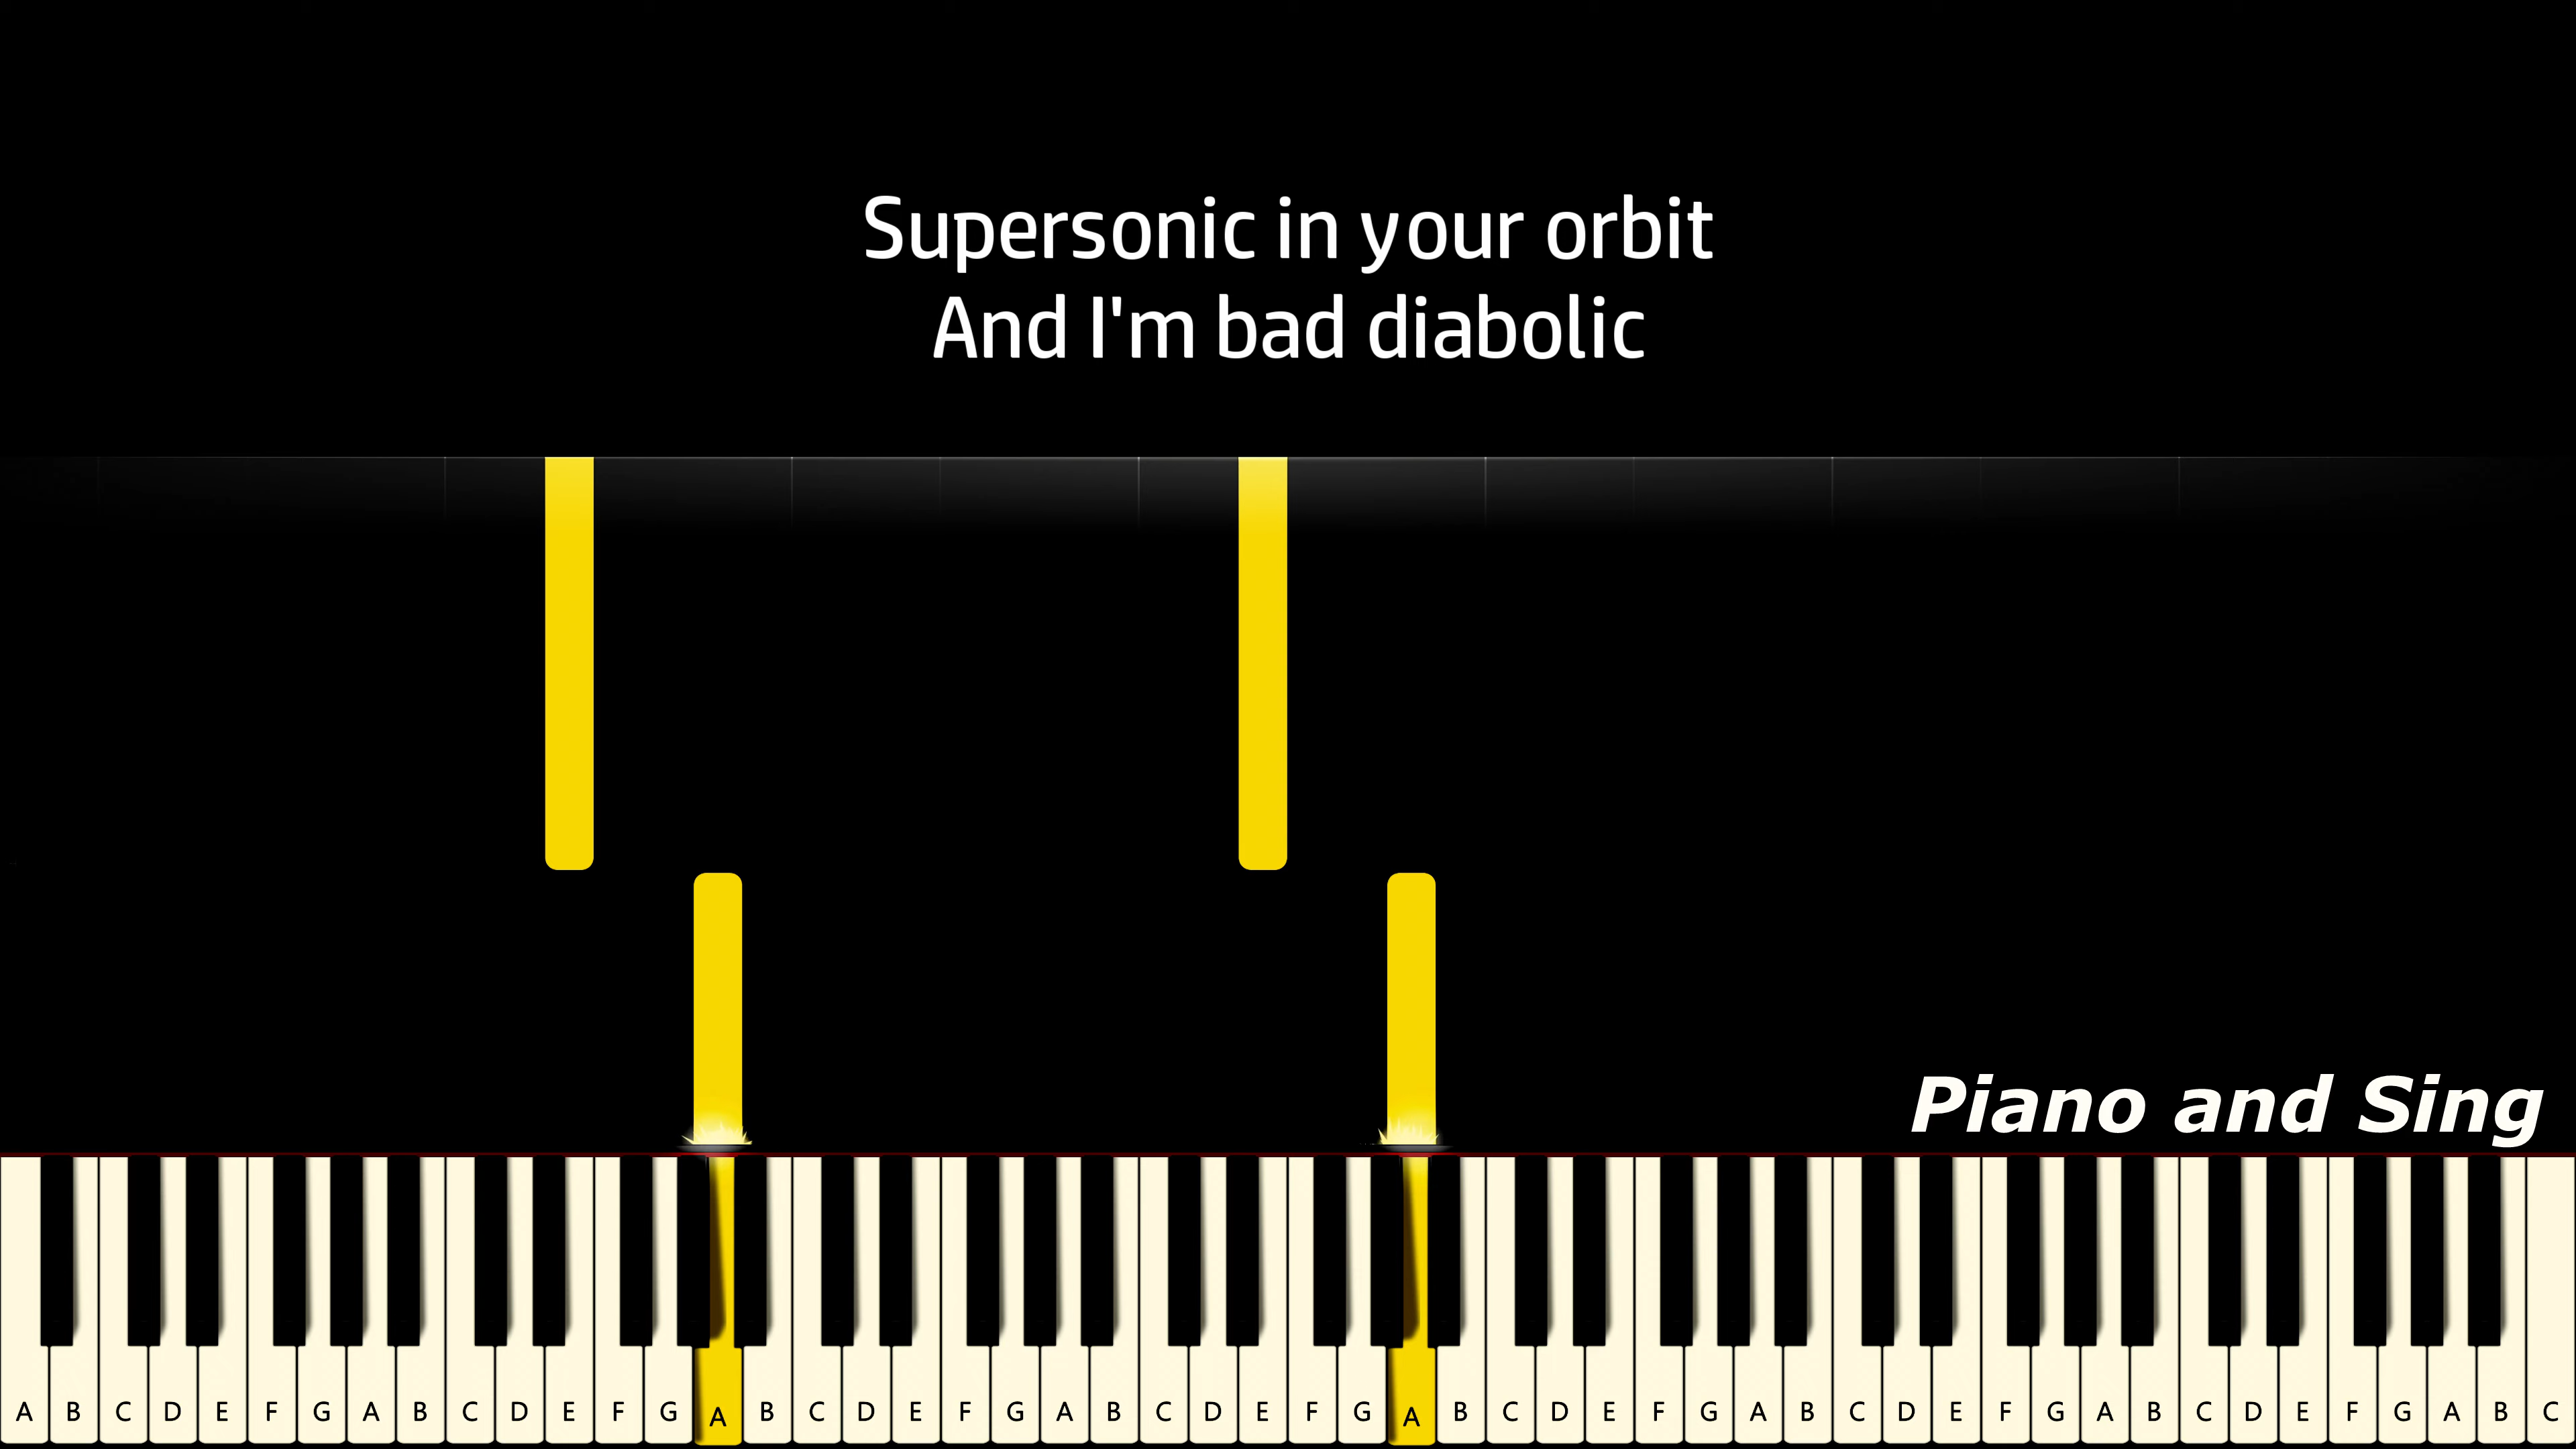 Supersonic in your orbit
And I'm bad diabolic
Piano and Sing
A B C D E F G A B C D E F G A B C D E F G A B C D E F G A B C D E F G A B C D E F G A B C D E F G A B C